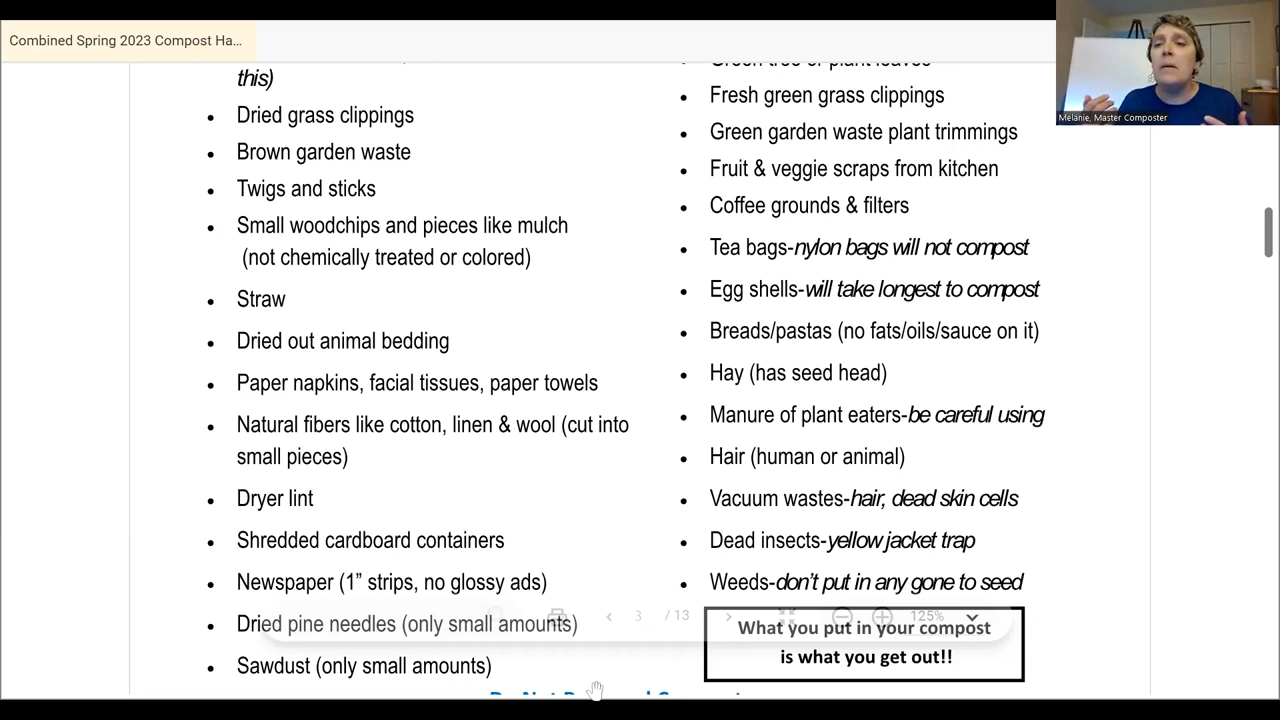 Combined Spring 2023 Compost Ha...
Melanie, Master Composter
this)
Dried grass clippings
Brown garden waste
Twigs and sticks
Small woodchips and pieces like mulch
(not chemically treated or colored)
Straw
Dried out animal bedding
Paper napkins, facial tissues, paper towels
Natural fibers like cotton, linen & wool (cut into
small pieces)
Dryer lint
Shredded cardboard containers
Newspaper (1” strips, no glossy ads)
Dried pine needles (only small amounts)
Sawdust (only small amounts)
Green tree or plant leaves
Fresh green grass clippings
Green garden waste plant trimmings
Fruit & veggie scraps from kitchen
Coffee grounds & filters
Tea bags-nylon bags will not compost
Egg shells-will take longest to compost
Breads/pastas (no fats/oils/sauce on it)
Hay (has seed head)
Manure of plant eaters-be careful using
Hair (human or animal)
Vacuum wastes-hair, dead skin cells
Dead insects-yellow jacket trap
Weeds-don’t put in any gone to seed
3 / 13
125%
What you put in your compost
is what you get out!!